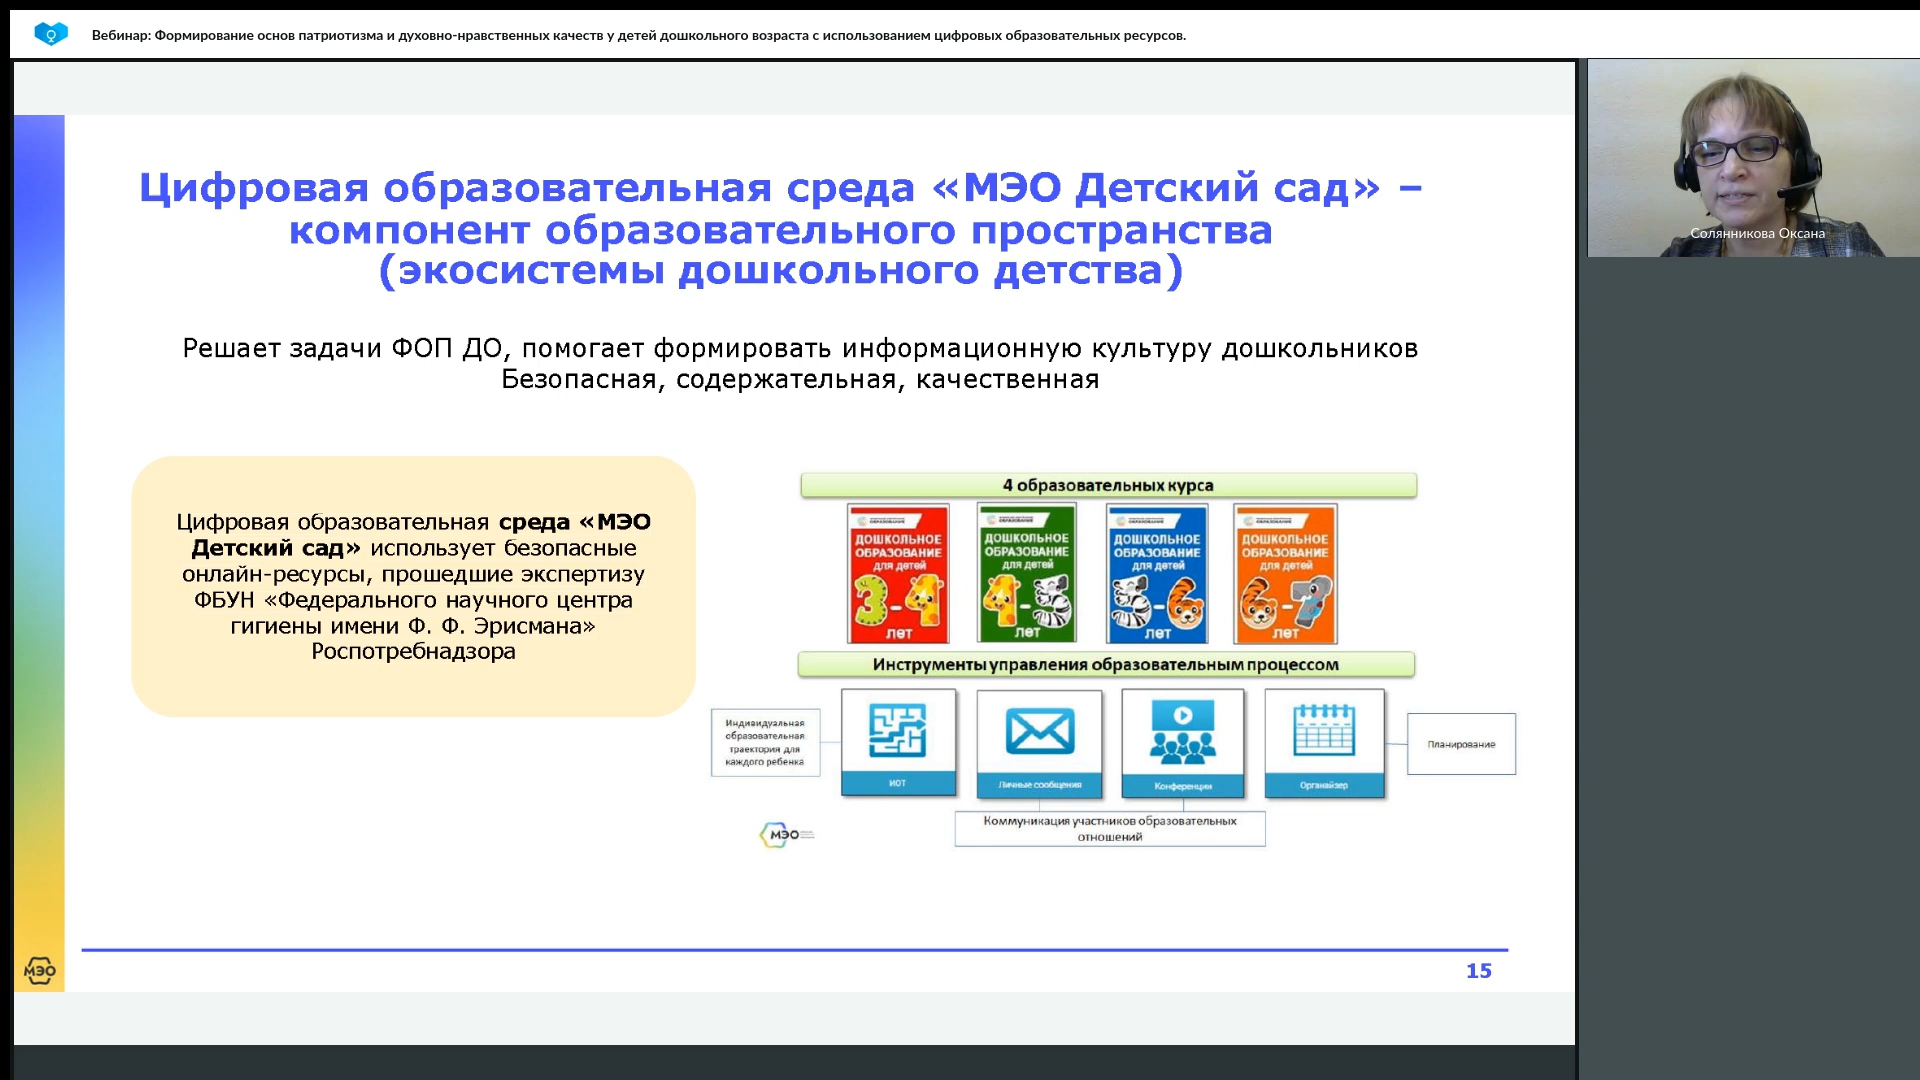 Вебинар: Формирование основ патриотизма и духовно-нравственных качеств у детей дошкольного возраста с использованием цифровых образовательных ресурсов.
Солянникова Оксана
Цифровая образовательная среда «МЭО Детский сад» –
компонент образовательного пространства
(экосистемы дошкольного детства)
Решает задачи ФОП ДО, помогает формировать информационную культуру дошкольников
Безопасная, содержательная, качественная
Цифровая образовательная среда «МЭО
Детский сад» использует безопасные
онлайн-ресурсы, прошедшие экспертизу
ФБУН «Федерального научного центра
гигиены имени Ф. Ф. Эрисмана»
Роспотребнадзора
4 образовательных курса
ОБРАЗОВАНИЕ
ДОШКОЛЬНОЕ
ОБРАЗОВАНИЕ
для детей
3-4
лет
ОБРАЗОВАНИЕ
ДОШКОЛЬНОЕ
ОБРАЗОВАНИЕ
для детей
4-5
лет
ОБРАЗОВАНИЕ
ДОШКОЛЬНОЕ
ОБРАЗОВАНИЕ
для детей
5-6
лет
ОБРАЗОВАНИЕ
ДОШКОЛЬНОЕ
ОБРАЗОВАНИЕ
для детей
6-7
лет
Инструменты управления образовательным процессом
Индивидуальная
образовательная
траектория для
каждого ребенка
ИОТ
Личные сообщения
Конференции
Органайзер
Планирование
Коммуникация участников образовательных
отношений
МЭО
МЭО
15